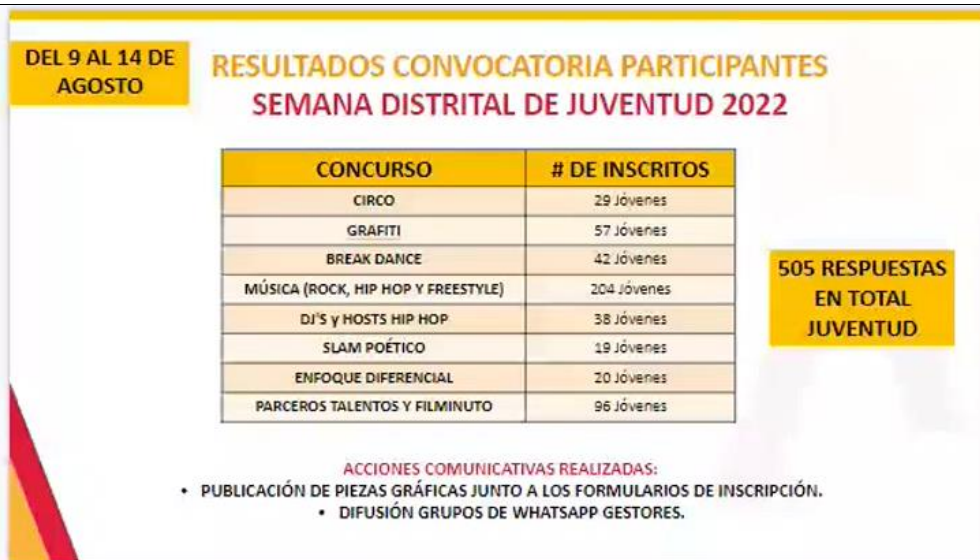 DEL 9 AL 14 DE
AGOSTO
RESULTADOS CONVOCATORIA PARTICIPANTES
SEMANA DISTRITAL DE JUVENTUD 2022
CONCURSO # DE INSCRITOS
CIRCO 29 Jóvenes
GRAFITI 57 Jóvenes
BREAK DANCE 42 Jóvenes
MÚSICA (ROCK, HIP HOP Y FREESTYLE) 204 Jóvenes
DJ'S y HOSTS HIP HOP 38 Jóvenes
SLAM POÉTICO 19 Jóvenes
ENFOQUE DIFERENCIAL 20 Jóvenes
PARCEROS TALENTOS Y FILMINUTO 96 Jóvenes
505 RESPUESTAS
EN TOTAL
JUVENTUD
ACCIONES COMUNICATIVAS REALIZADAS:
• PUBLICACIÓN DE PIEZAS GRÁFICAS JUNTO A LOS FORMULARIOS DE INSCRIPCIÓN.
• DIFUSIÓN GRUPOS DE WHATSAPP GESTORES.